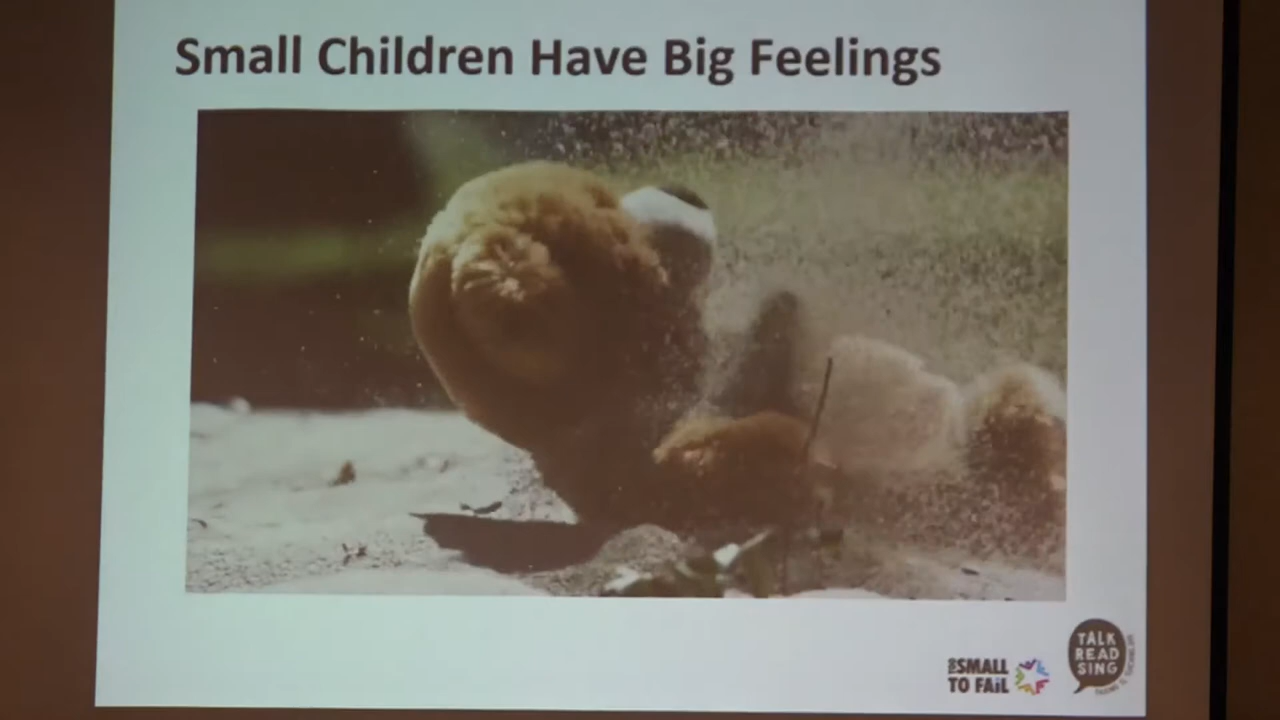 Small Children Have Big Feelings
TOO SMALL
TO FAIL
TALK
READ
SING